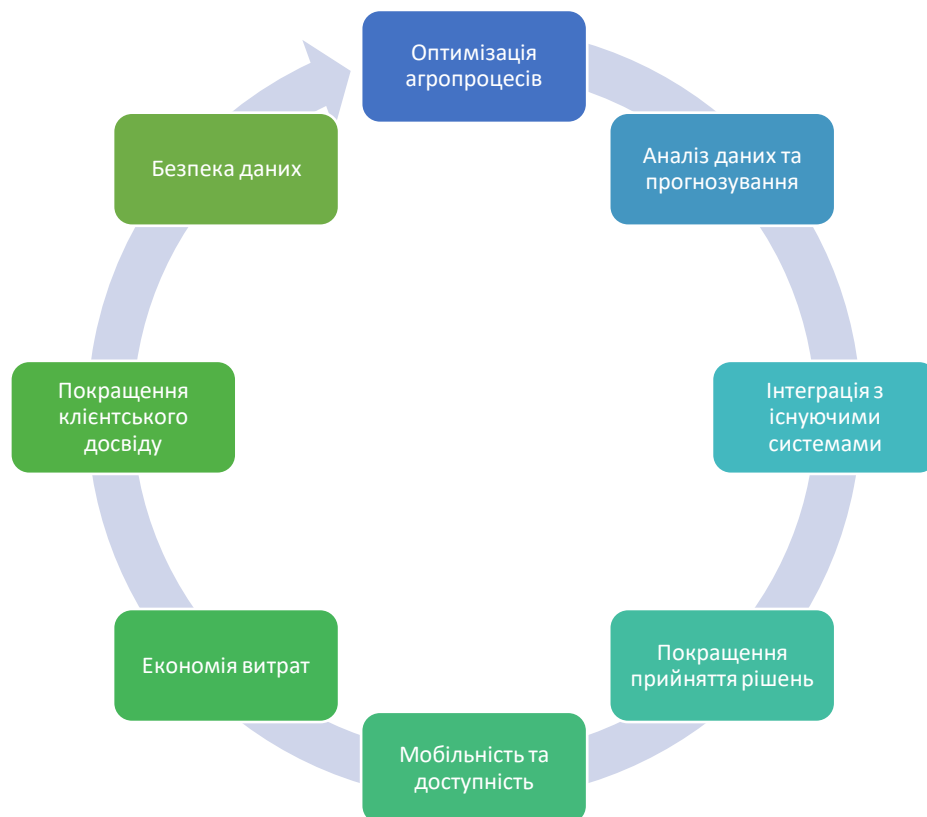 Оптимізація
агропроцесів
Аналіз даних та
прогнозування
Інтеграція з
існуючими
системами
Покращення
прийняття рішень
Мобільність та
доступність
Економія витрат
Покращення
клієнтського
досвіду
Безпека даних